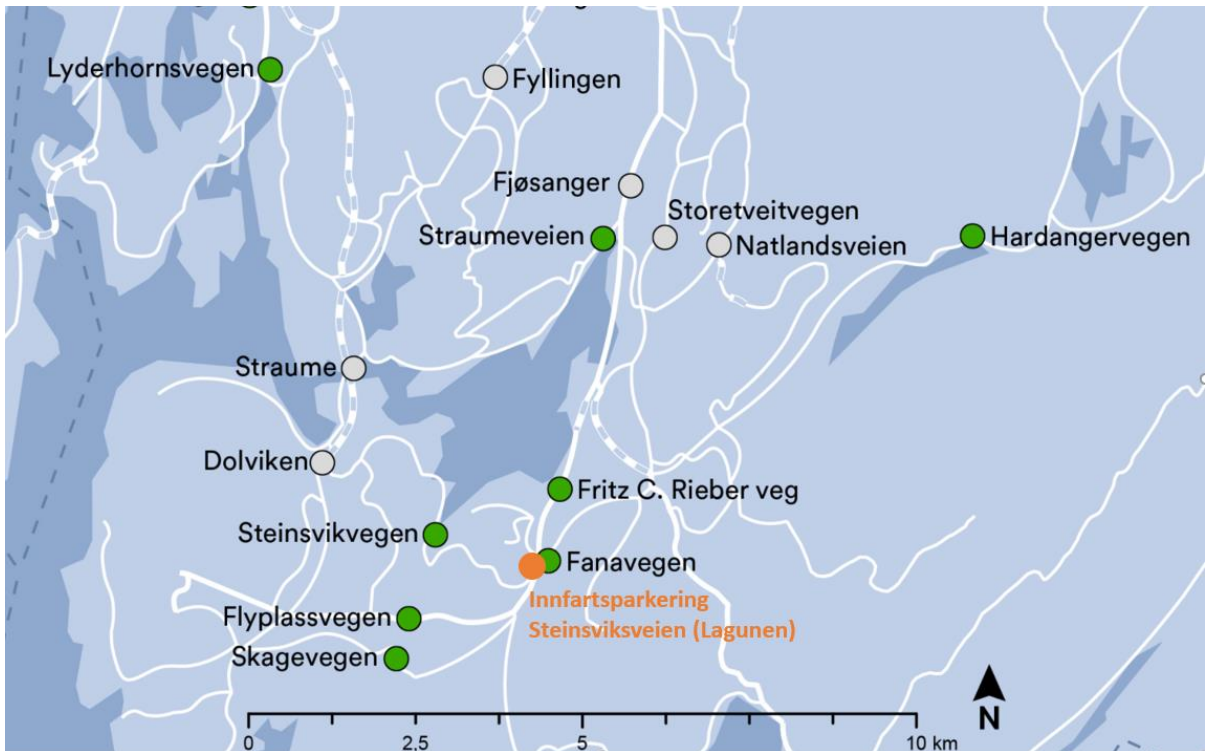 Lyderhornsvegen
Fyllingen
Fjøsanger
Storetveitvegen
Straumeveien
Natlandsveien
Hardangervegen
Straume
Dolviken
Fritz C. Rieber veg
Steinsvikvegen
Fanavegen
Innfartsparkering
Steinsviksveien (Lagunen)
Flyplassvegen
Skagevegen
N
0
2,5
5
10 km